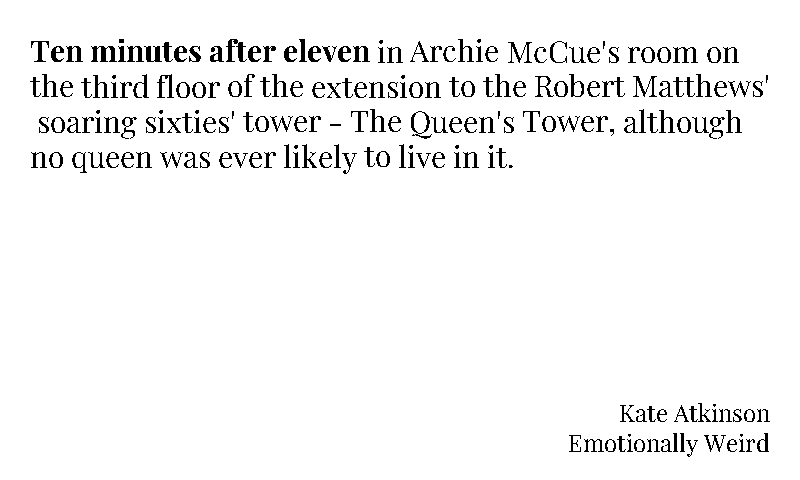 Ten minutes after eleven in Archie McCue's room on
the third floor of the extension to the Robert Matthews'
soaring sixties' tower – The Queen's Tower, although
no queen was ever likely to live in it.
Kate Atkinson
Emotionally Weird